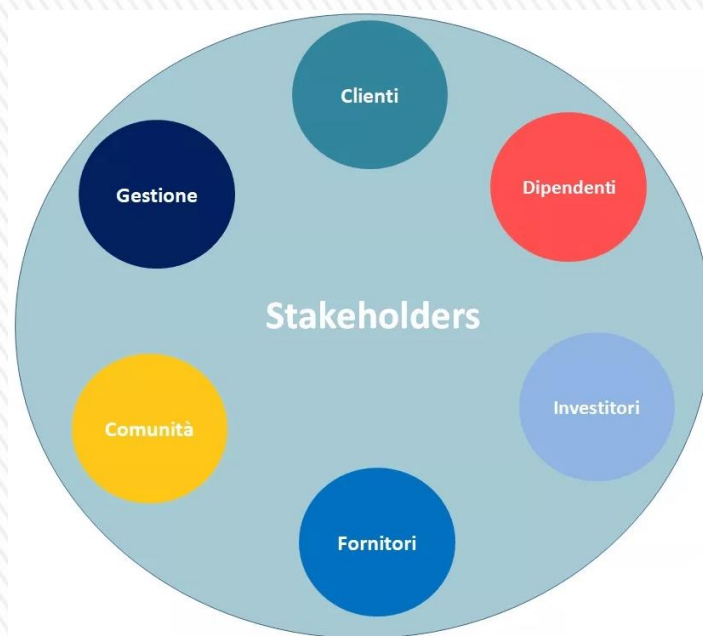 Clienti
Gestione
Dipendenti
Stakeholders
Investitori
Comunità
Fornitori